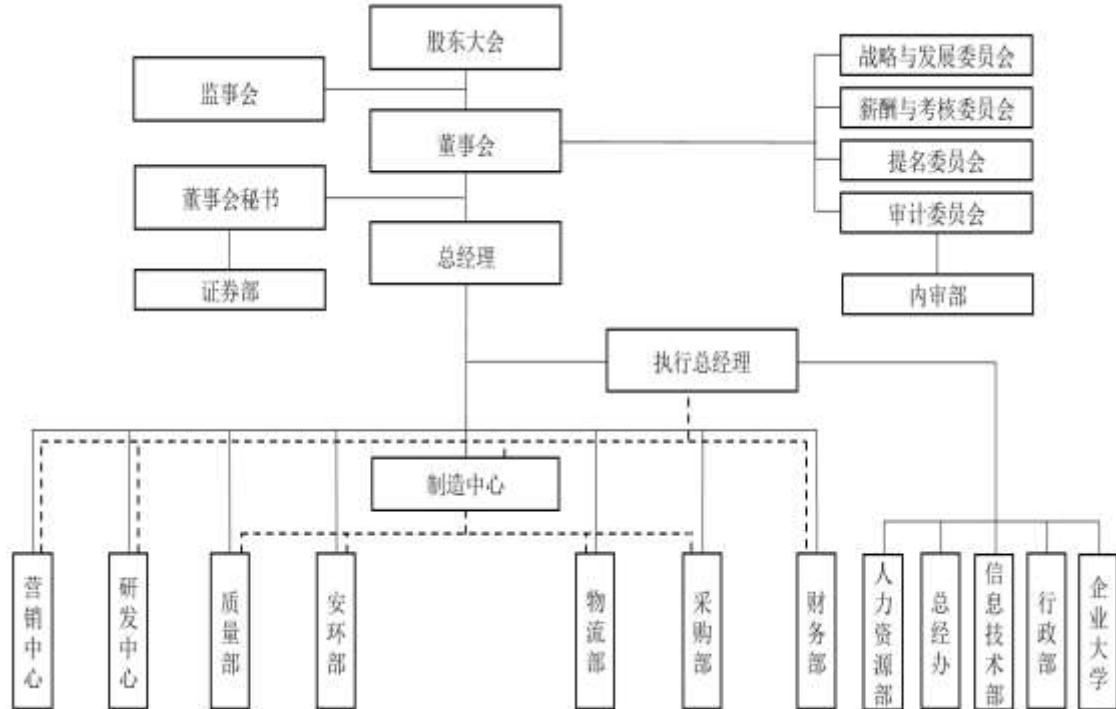 股东大会
监事会
董事会
战略与发展委员会
薪酬与考核委员会
提名委员会
审计委员会
董事会秘书
总经理
证券部
内审部
执行总经理
制造中心
营销中心
研发中心
质量部
安环部
物流部
采购部
财务部
人力资源部
总经办
信息技术部
行政部
企业大学